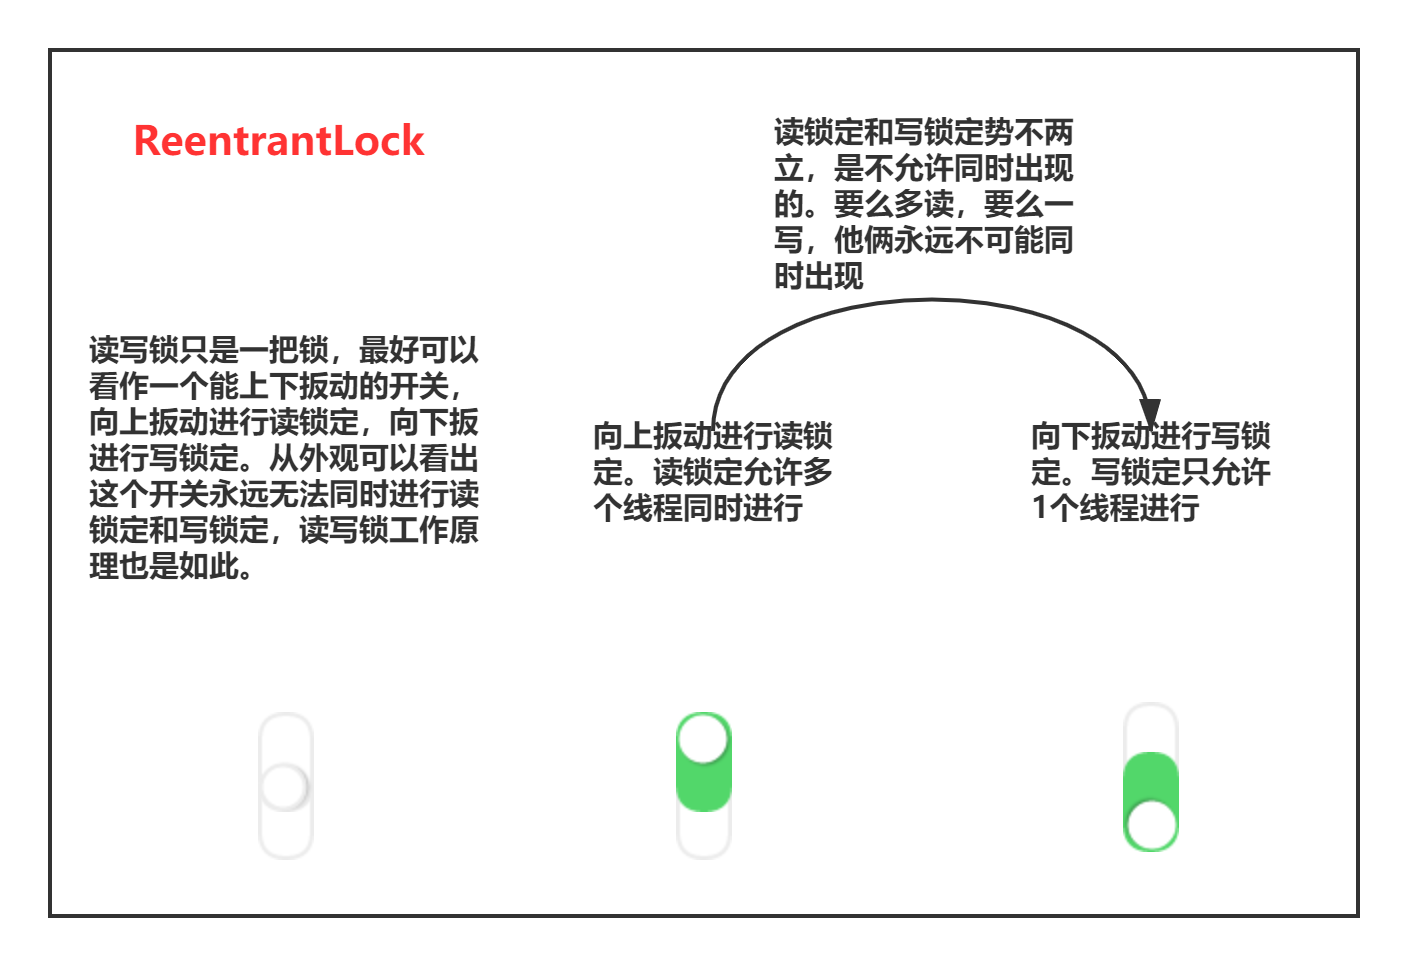 ReentrantLock
读锁定和写锁定势不两
立，是不允许同时出现
的。要么多读，要么一
写，他俩永远不可能同
时出现
读写锁只是一把锁，最好可以
看作一个能上下扳动的开关，
向上扳动进行读锁定，向下扳
进行写锁定。从外观可以看出
这个开关永远无法同时进行读
锁定和写锁定，读写锁工作原
理也是如此。
向上扳动进行读锁
定。读锁定允许多
个线程同时进行
向下扳动进行写锁
定。写锁定只允许
1个线程进行